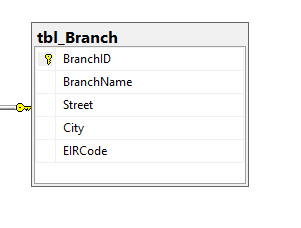 tbl_Branch
BranchID
BranchName
Street
City
EIRCode